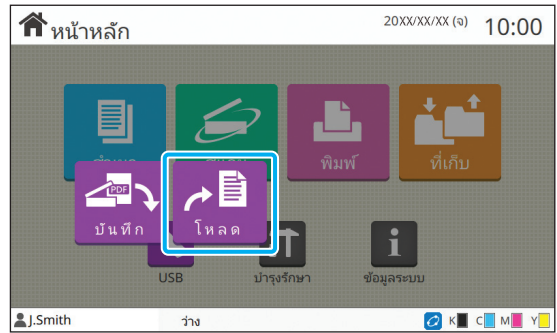 หน้าหลัก
20XX/XX/XX (จ)
10:00
พิมพ์
ที่เก็บ
PDF
บันทึก
โหลด
USB
บำรุงรักษา
ข้อมูลระบบ
J.Smith
ว่าง
K C M Y